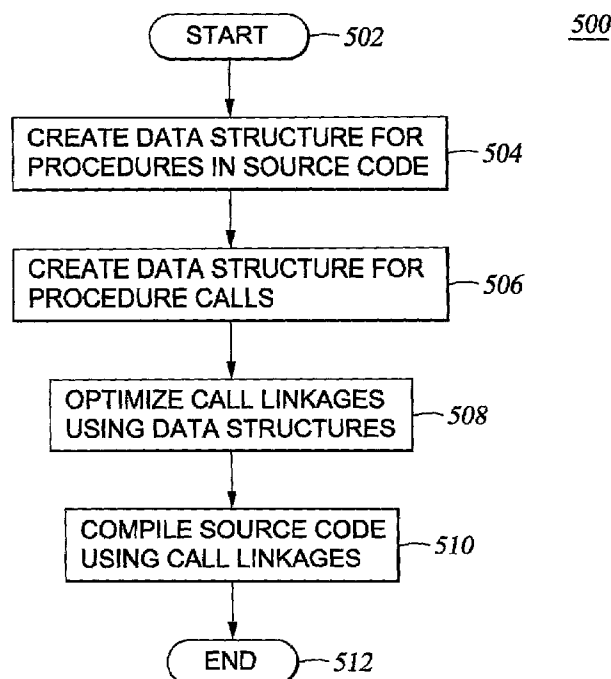 START
502
500
CREATE DATA STRUCTURE FOR
PROCEDURES IN SOURCE CODE
504
CREATE DATA STRUCTURE FOR
PROCEDURE CALLS
506
OPTIMIZE CALL LINKAGES
USING DATA STRUCTURES
508
COMPILE SOURCE CODE
USING CALL LINKAGES
510
END
512